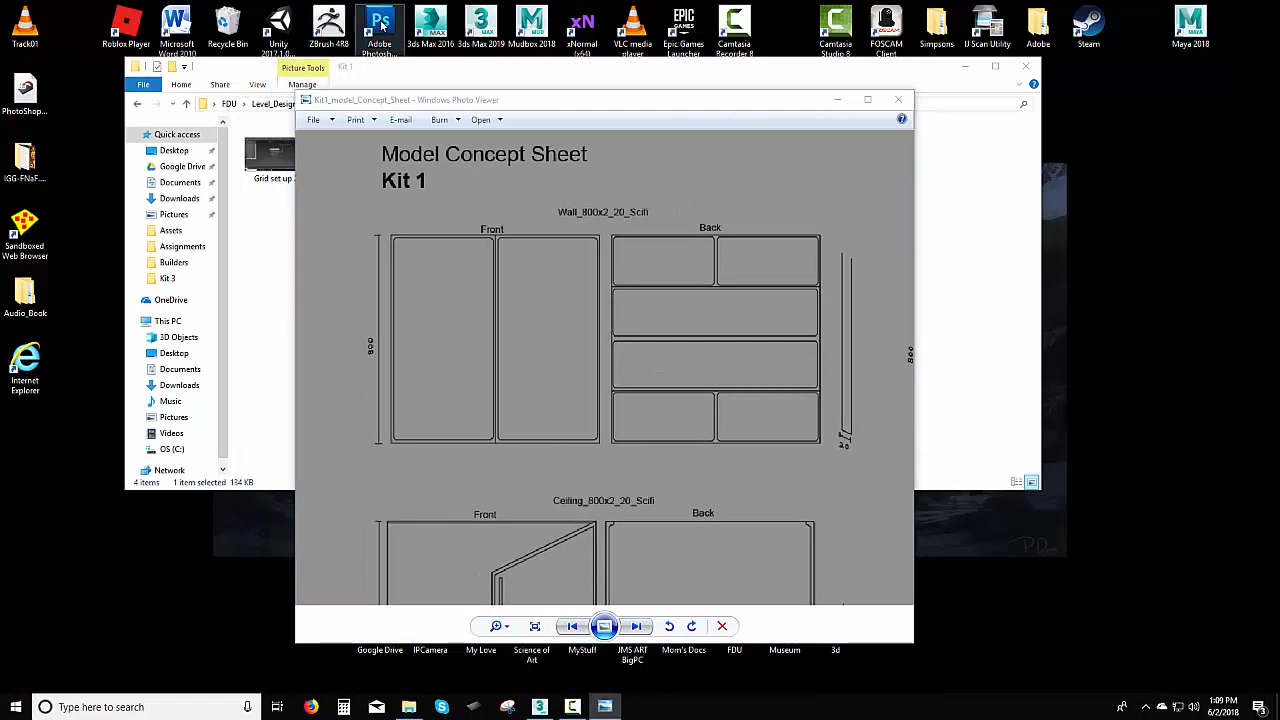 Track01
Roblox Player
Microsoft Word 2010
Recycle Bin
Unity 2017.1.0...
ZBrush 4R8
Adobe Photosh...
3ds Max 2016
3ds Max 2019
Mudbox 2018
xNormal (x64)
VLC media player
Epic Games Launcher
Camtasia Recorder
Camtasia Studio
FOSCAM Client
Simpsons
IJ Scan Utility
Adobe
Steam
Maya 2018
PhotoShop...
IGG-FNaF...
Sandboxed Web Browser
Audio_Book
Internet Explorer
Picture Tools
Kit 1
File
Home
Share
View
Manage
FDU
Level_Design
Quick access
Desktop
Google Drive
Documents
Downloads
Pictures
Assets
Assignments
Builders
Kit 3
OneDrive
This PC
3D Objects
Desktop
Documents
Downloads
Music
Pictures
Videos
OS (C:)
Network
4 items
1 item selected
134 KB
Grid set up
Kit1_model_Concept_Sheet - Windows Photo Viewer
File
Print
E-mail
Burn
Open
Model Concept Sheet
Kit 1
Wall_800x2_20_Scifi
Front
Back
800
800
Ceiling_800x2_20_Scifi
Front
Back
Google Drive
IPCamera
My Love
Science of Art
MyStuff
JMS ART BigPC
Mom's Docs
FDU
Museum
3d
Type here to search
1:09 PM
6/2/2018